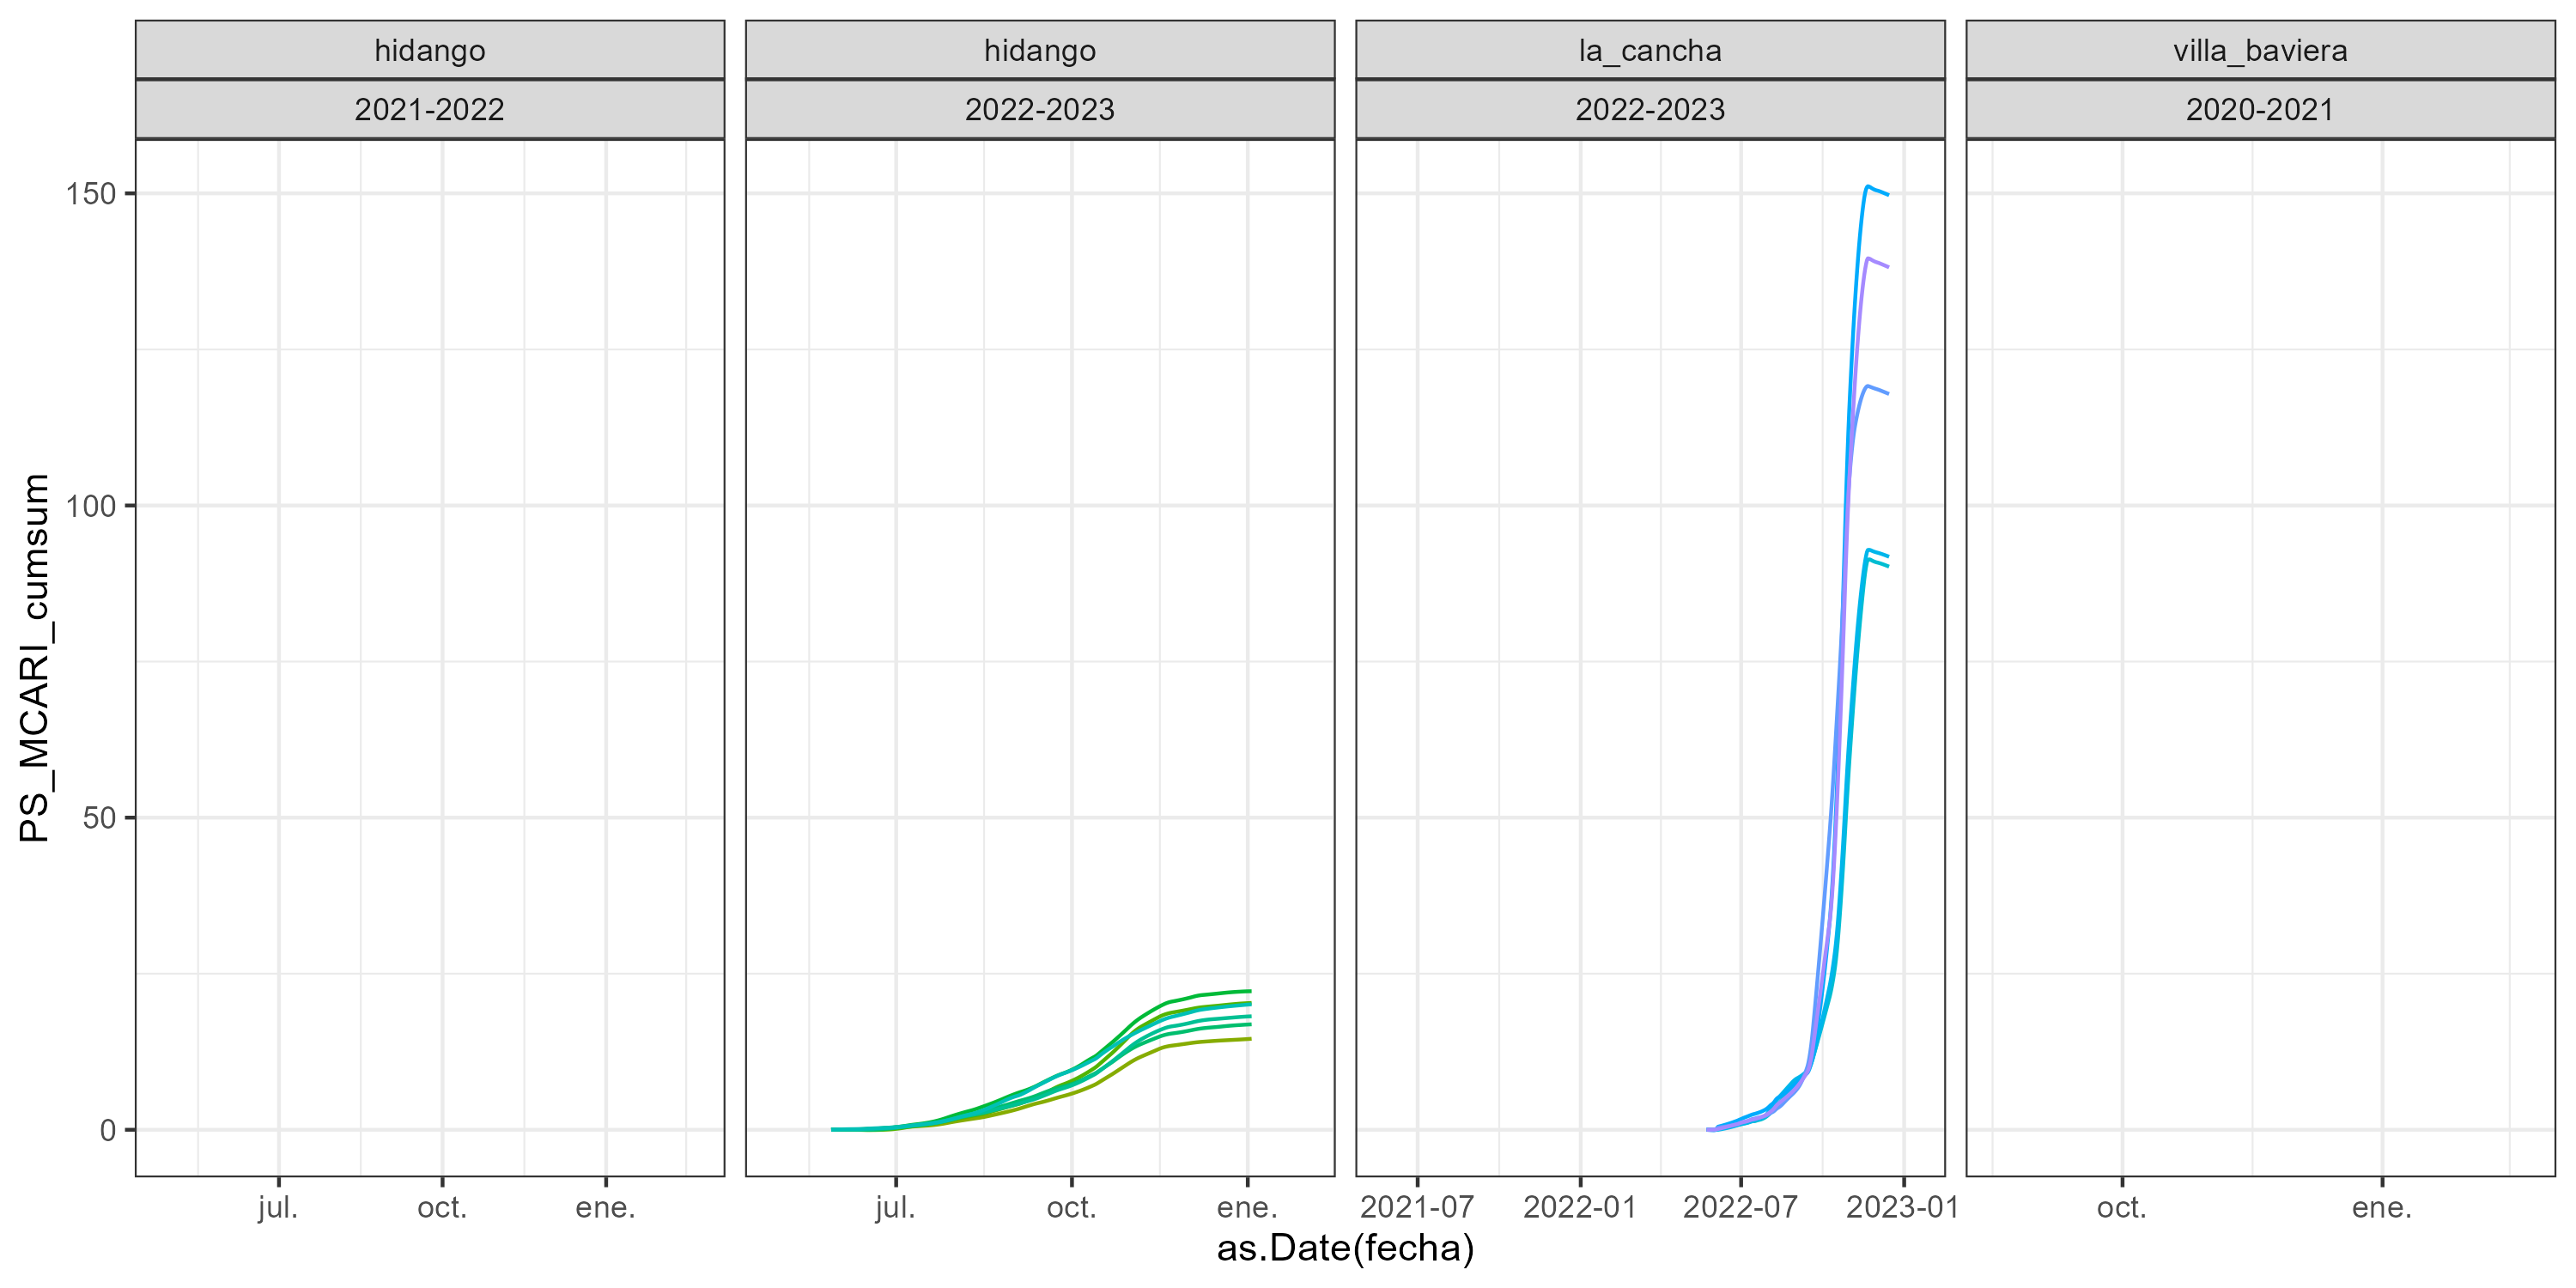 hidango
hidango
la_cancha
villa_baviera
2021-2022
2022-2023
2022-2023
2020-2021
PS_MCARI_cumsum
150
100
50
0
jul.
oct.
ene.
jul.
oct.
ene.
2021-07
2022-01
2022-07
2023-01
oct.
ene.
as.Date(fecha)